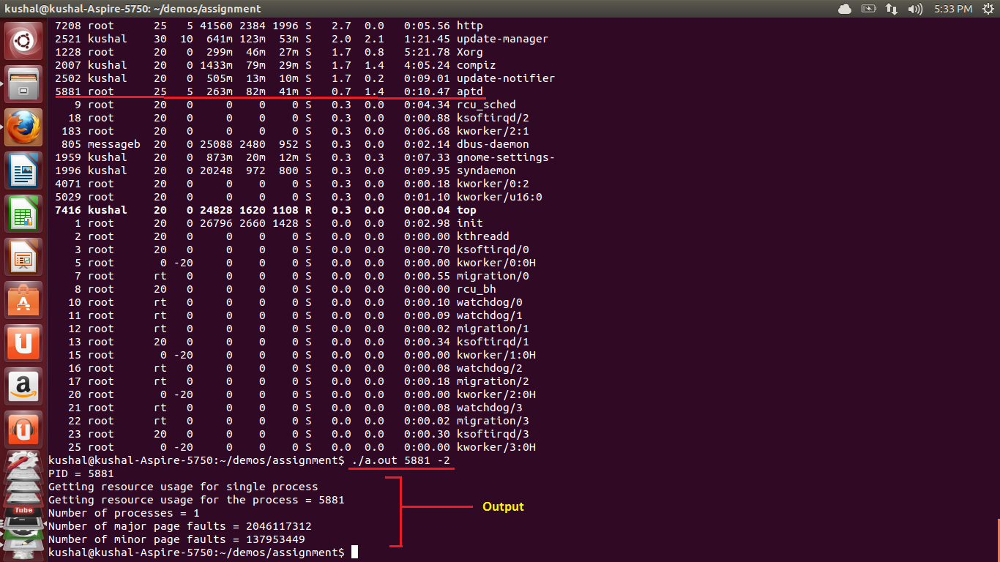 kushal@kushal-Aspire-5750: ~/demos/assignment 5:33 PM
7208 root 25 5 41560 2384 1996 S 2.7 0.0 0:05.56 http
2521 kushal 30 10 641m 123m 53m S 2.0 2.1 1:21.45 update-manager
1228 root 20 0 299m 46m 27m S 1.7 0.8 5:21.78 Xorg
2007 kushal 20 0 1433m 79m 29m S 1.7 1.4 4:05.24 compiz
2502 kushal 20 0 505m 13m 10m S 1.7 0.2 0:09.01 update-notifier
5881 root 25 5 263m 82m 41m S 0.7 1.4 0:10.47 aptd
9 root 20 0 0 0 0 S 0.3 0.0 0:04.34 rcu_sched
18 root 20 0 0 0 0 S 0.3 0.0 0:00.88 ksoftirqd/2
183 root 20 0 0 0 0 S 0.3 0.0 0:06.68 kworker/2:1
805 messageb 20 0 25088 2480 952 S 0.3 0.0 0:02.14 dbus-daemon
1959 kushal 20 0 873m 20m 12m S 0.3 0.3 0:07.33 gnome-settings-
1996 kushal 20 0 20248 972 800 S 0.3 0.0 0:09.95 syndaemon
4071 root 20 0 0 0 0 S 0.3 0.0 0:00.18 kworker/0:2
5029 root 20 0 0 0 0 S 0.3 0.0 0:01.10 kworker/u16:0
7416 kushal 20 0 24828 1620 1108 R 0.3 0.0 0:00.04 top
1 root 20 0 26796 2660 1428 S 0.0 0.0 0:02.98 init
2 root 20 0 0 0 0 S 0.0 0.0 0:00.00 kthreadd
3 root 20 0 0 0 0 S 0.0 0.0 0:00.70 ksoftirqd/0
5 root 0 -20 0 0 0 S 0.0 0.0 0:00.00 kworker/0:0H
7 root rt 0 0 0 0 S 0.0 0.0 0:00.55 migration/0
8 root 20 0 0 0 0 S 0.0 0.0 0:00.00 rcu_bh
10 root rt 0 0 0 0 S 0.0 0.0 0:00.10 watchdog/0
11 root rt 0 0 0 0 S 0.0 0.0 0:00.09 watchdog/1
12 root rt 0 0 0 0 S 0.0 0.0 0:00.02 migration/1
13 root 20 0 0 0 0 S 0.0 0.0 0:00.34 ksoftirqd/1
15 root 0 -20 0 0 0 S 0.0 0.0 0:00.00 kworker/1:0H
16 root rt 0 0 0 0 S 0.0 0.0 0:00.08 watchdog/2
17 root rt 0 0 0 0 S 0.0 0.0 0:00.18 migration/2
20 root 0 -20 0 0 0 S 0.0 0.0 0:00.00 kworker/2:0H
21 root rt 0 0 0 0 S 0.0 0.0 0:00.08 watchdog/3
22 root rt 0 0 0 0 S 0.0 0.0 0:00.02 migration/3
23 root 20 0 0 0 0 S 0.0 0.0 0:00.30 ksoftirqd/3
25 root 0 -20 0 0 0 S 0.0 0.0 0:00.00 kworker/3:0H
kushal@kushal-Aspire-5750:~/demos/assignment$ ./a.out 5881 -2
PID = 5881
Getting resource usage for single process
Getting resource usage for the process = 5881
Number of processes = 1
Number of major page faults = 2046117312
Number of minor page faults = 137953449
kushal@kushal-Aspire-5750:~/demos/assignment$
Output
Tube